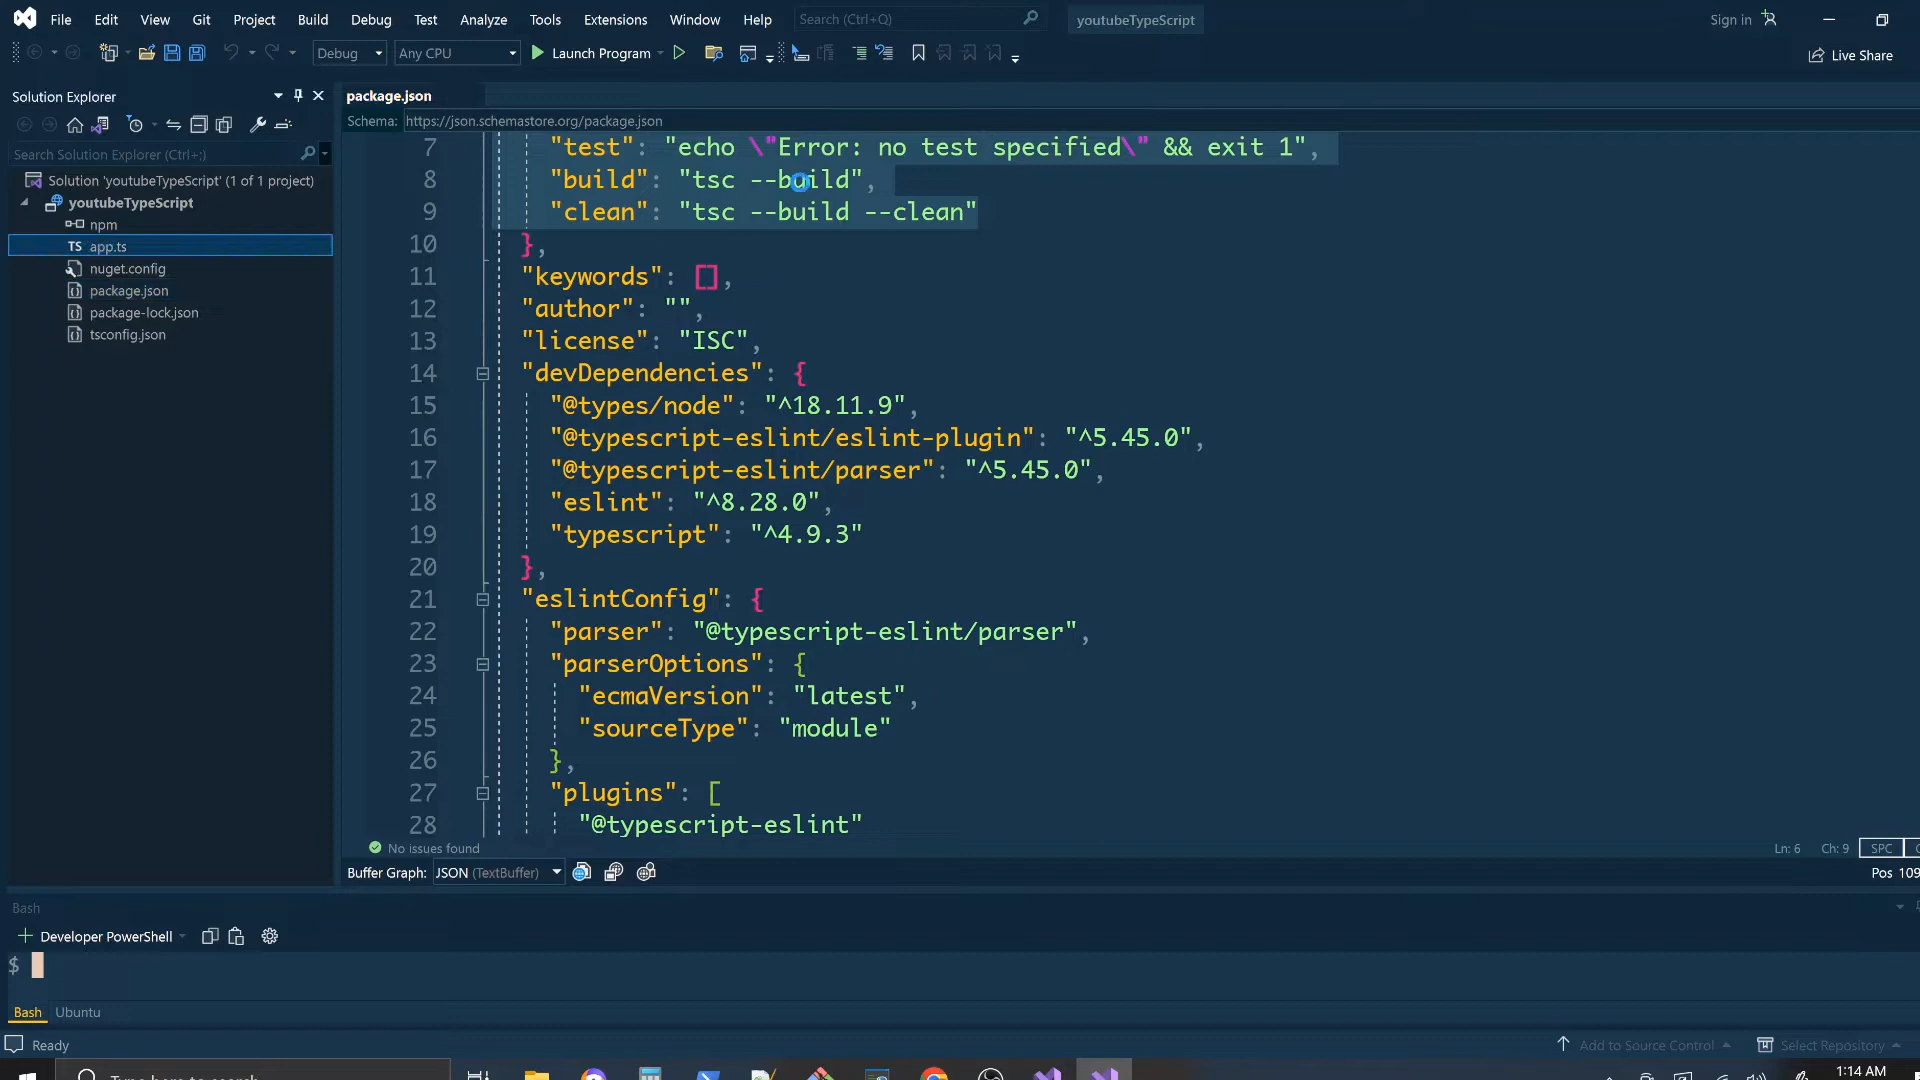 File Edit View Git Project Build Debug Test Analyze Tools Extensions Window Help Search (Ctrl+Q) youtubeTypeScript Sign in
Debug Any CPU Launch Program Live Share
Solution Explorer
Search Solution Explorer (Ctrl+;)
Solution 'youtubeTypeScript' (1 of 1 project)
youtubeTypeScript
npm
TS app.ts
nuget.config
package.json
package-lock.json
tsconfig.json
package.json
Schema: https://json.schemastore.org/package.json
7 "test": "echo \"Error: no test specified\" && exit 1",
8 "build": "tsc --build",
9 "clean": "tsc --build --clean"
10 },
11 "keywords": [],
12 "author": "",
13 "license": "ISC",
14 "devDependencies": {
15 "@types/node": "^18.11.9",
16 "@typescript-eslint/eslint-plugin": "^5.45.0",
17 "@typescript-eslint/parser": "^5.45.0",
18 "eslint": "^8.28.0",
19 "typescript": "^4.9.3"
20 },
21 "eslintConfig": {
22 "parser": "@typescript-eslint/parser",
23 "parserOptions": {
24 "ecmaVersion": "latest",
25 "sourceType": "module"
26 },
27 "plugins": [
28 "@typescript-eslint"
No issues found Ln: 6 Ch: 9 SPC
Buffer Graph: JSON (TextBuffer) Pos 109
Bash
Developer PowerShell
$
Bash Ubuntu
Ready Add to Source Control Select Repository
Type here to search 1:14 AM